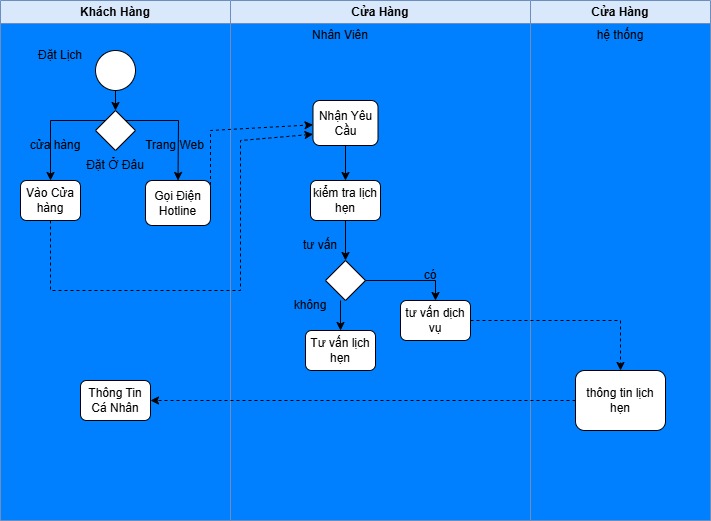 Khách Hàng
Cửa Hàng
Cửa Hàng
Nhân Viên
hệ thống
Đặt Lịch
cửa hàng
Trang Web
Đặt Ở Đâu
Vào Cửa
hàng
Gọi Điện
Hotline
Nhận Yêu
Cầu
kiểm tra lịch
hẹn
tư vấn
có
không
tư vấn dịch
vụ
Tư vấn lịch
hẹn
thông tin lịch
hẹn
Thông Tin
Cá Nhân